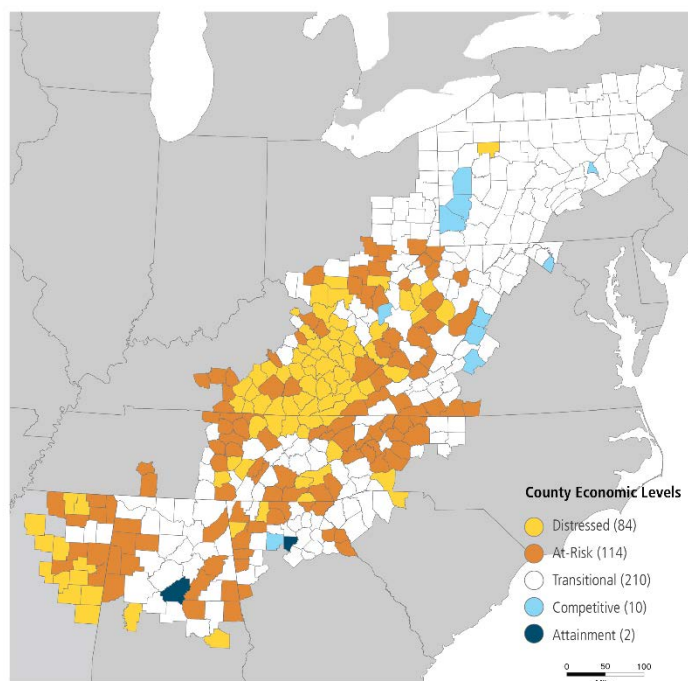 County Economic Levels
Distressed (84)
At-Risk (114)
Transitional (210)
Competitive (10)
Attainment (2)
0 50 100